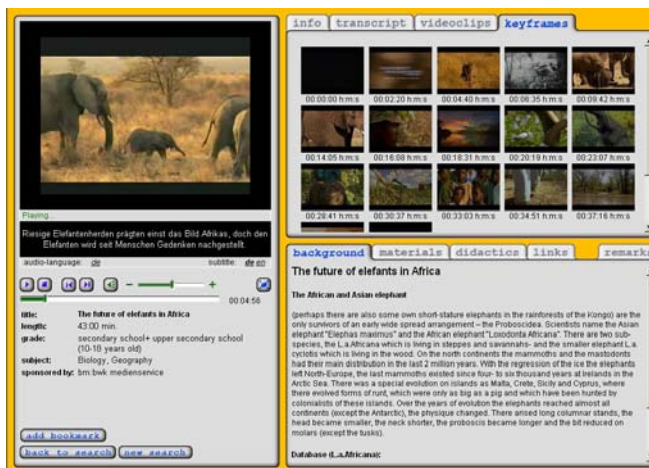 info transcript videoclips keyframes
00:00:00 h:m:s 00:02:20 h:m:s 00:04:40 h:m:s 00:06:35 h:m:s 00:09:42 h:m:s
00:14:05 h:m:s 00:16:08 h:m:s 00:18:31 h:m:s 00:20:19 h:m:s 00:23:07 h:m:s
00:28:41 h:m:s 00:30:37 h:m:s 00:33:03 h:m:s 00:34:51 h:m:s 00:37:16 h:m:s
Playing...
Riesige Elefantenherden prägten einst das Bild Afrikas, doch den
Elefanten wird seit Menschen Gedenken nachgestellt.
audio-language: de subtitle: de en
00:04:56
title: The future of elefants in Africa
length: 43:00 min.
grade: secondary school+ upper secondary school
(10-18 years old)
subject: Biology, Geography
sponsored by: bm:bwk medienservice
add bookmark
back to search new search
background materials didactics links remark
The future of elefants in Africa
The African and Asian elephant
(perhaps there are also some own short-stature elephants in the rainforests of the Kongo) are the
only survivors of an early wide spread arrangement – the Proboscidea. Scientists name the Asian
elephant "Elephas maximus" and the African elephant "Loxodonta Africana". There are two sub-
species, the L.a.Africana which is living in steppes and savannahs- and the smaller elephant L.a.
cyclotis which is living in the wood. On the north continents the mammoths and the mastodonts
had their main distribution in the last 2 million years. With the regression of the ice the elephants
left North-Europe, the last mammoths existed since four- to six thousand years at Irelands in the
Arctic Sea. There was a special evolution on islands as Malta, Crete, Sicily and Cyprus, where
there evolved forms of runt, which were only as big as a pig and which have been hunted by
colonialists of these islands. Over the years of evolution the elephants reached almost all
continents (except the Antarctic), the physique changed. There arised long columnar stands, the
head became smaller, the neck shorter, the proboscis became longer and the bit reduced on
molars (except the tusks).
Database (L.a.Africana):